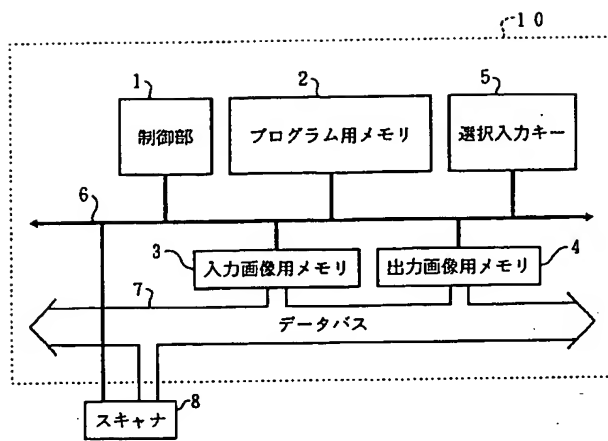 10
1
2
5
制御部
プログラム用メモリ
選択入力キー
6
3
入力画像用メモリ
出力画像用メモリ
4
7
データバス
スキャナ
8